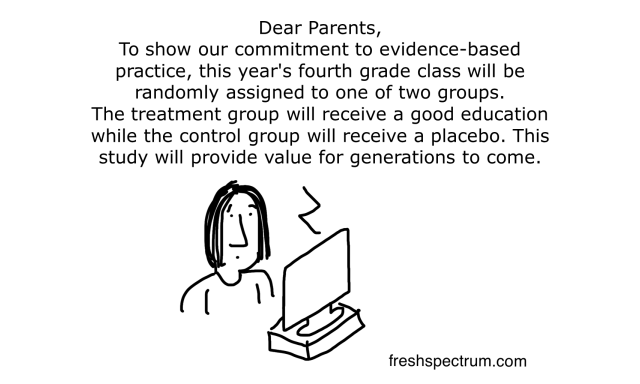 Dear Parents,
To show our commitment to evidence-based
practice, this year's fourth grade class will be
randomly assigned to one of two groups.
The treatment group will receive a good education
while the control group will receive a placebo. This
study will provide value for generations to come.
freshspectrum.com